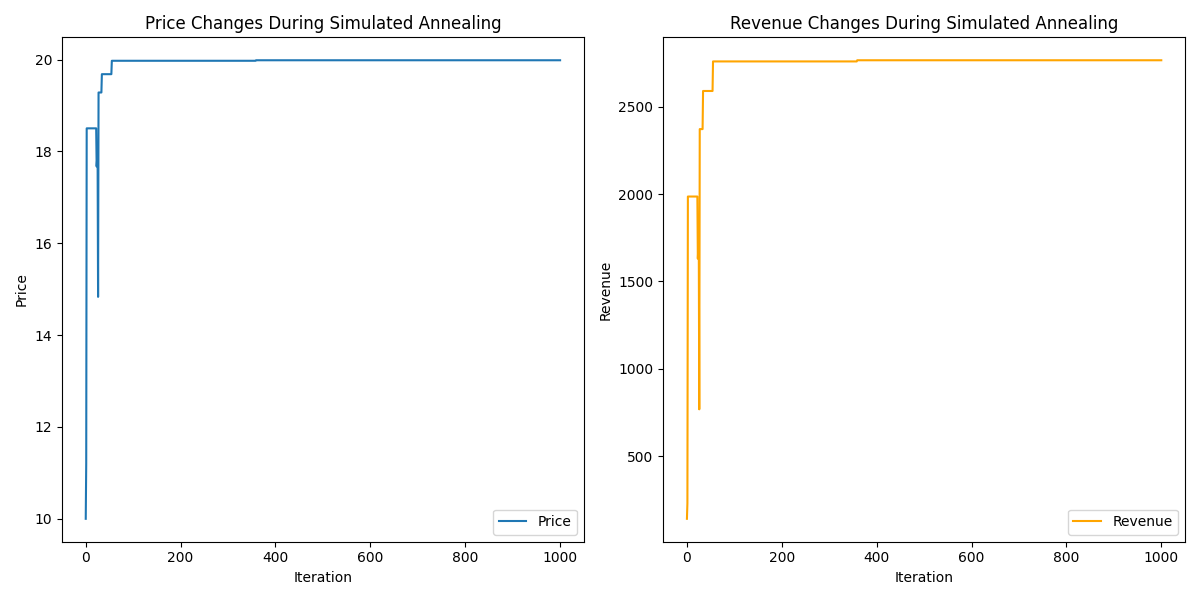 Price Changes During Simulated Annealing
20
18
16
14
12
10
Price
0
200
400
600
800
1000
Iteration
Price
Revenue Changes During Simulated Annealing
2500
2000
1500
1000
500
Revenue
0
200
400
600
800
1000
Iteration
Revenue